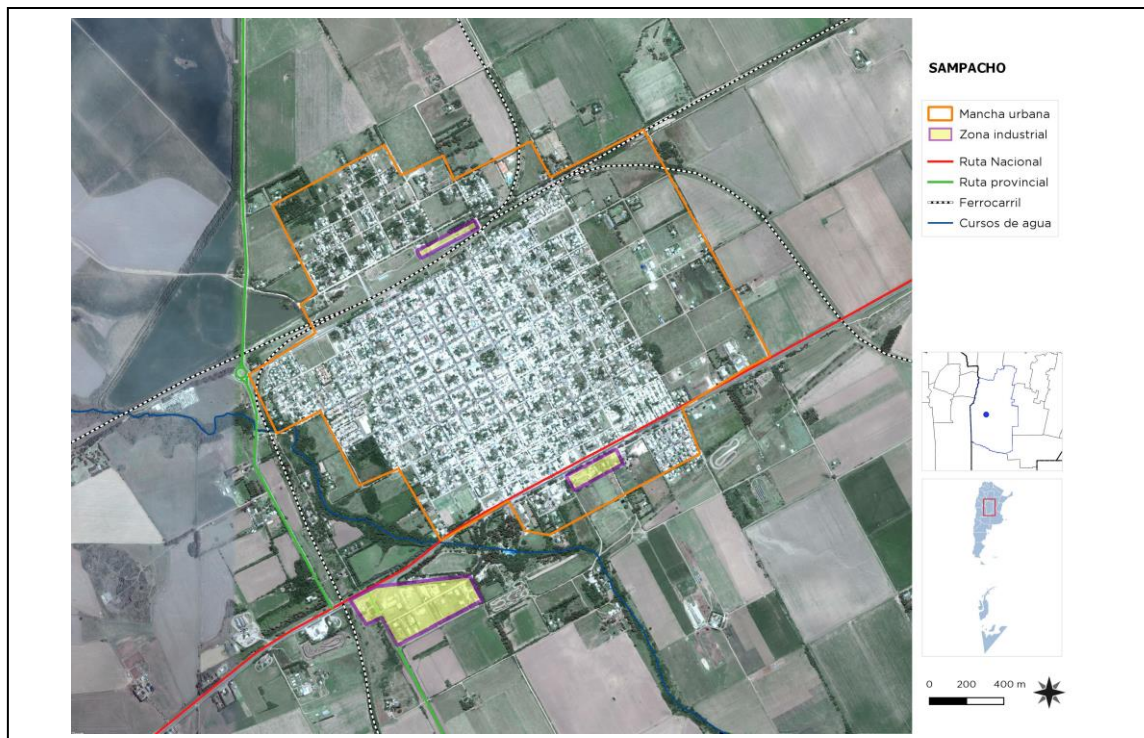 SAMPACHO
Mancha urbana
Zona industrial
Ruta Nacional
Ruta provincial
Ferrocarril
Cursos de agua
0 200 400 m